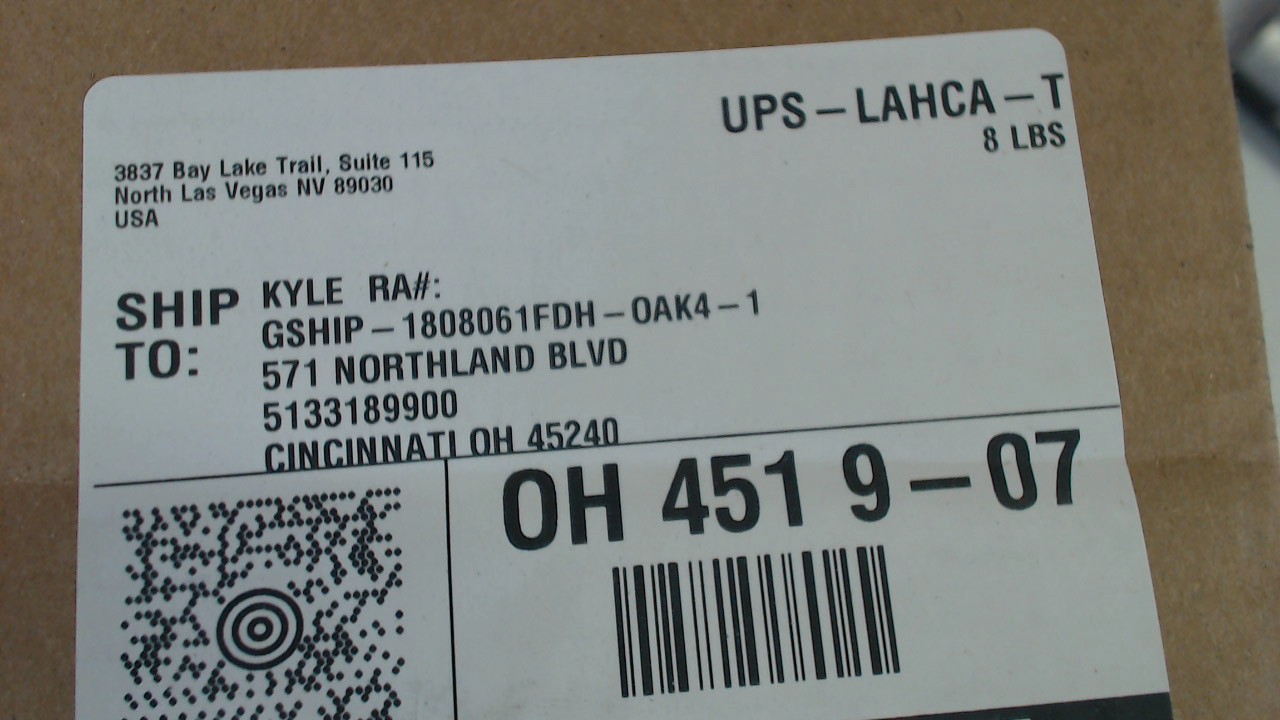 UPS – LAHCA – T
8 LBS
3837 Bay Lake Trail, Suite 115
North Las Vegas NV 89030
USA
SHIP TO:
KYLE RA#:
GSHIP – 1808061FDH – OAK4 – 1
571 NORTHLAND BLVD
5133189900
CINCINNATI OH 45240
OH 451 9 – 07